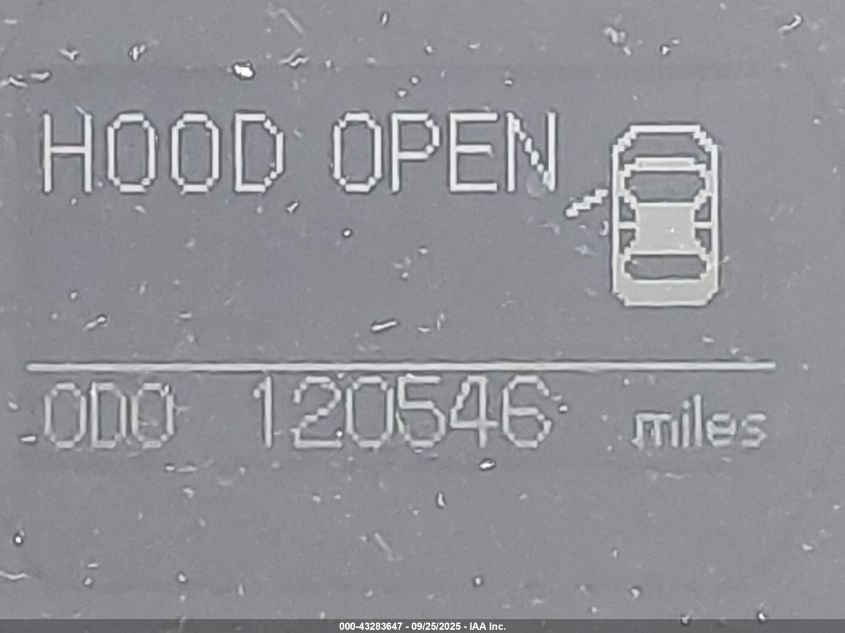 HOOD OPEN
ODO 120546 miles
000-43283647 - 09/25/2025 - IAA Inc.